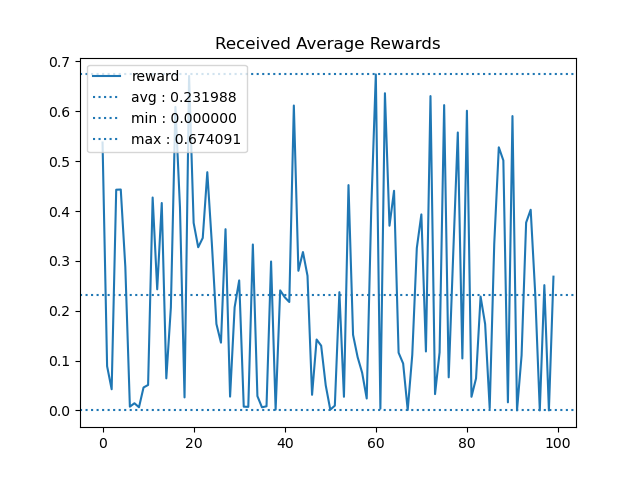 Received Average Rewards
reward
avg : 0.231988
min : 0.000000
max : 0.674091
0.7
0.6
0.5
0.4
0.3
0.2
0.1
0.0
0 20 40 60 80 100